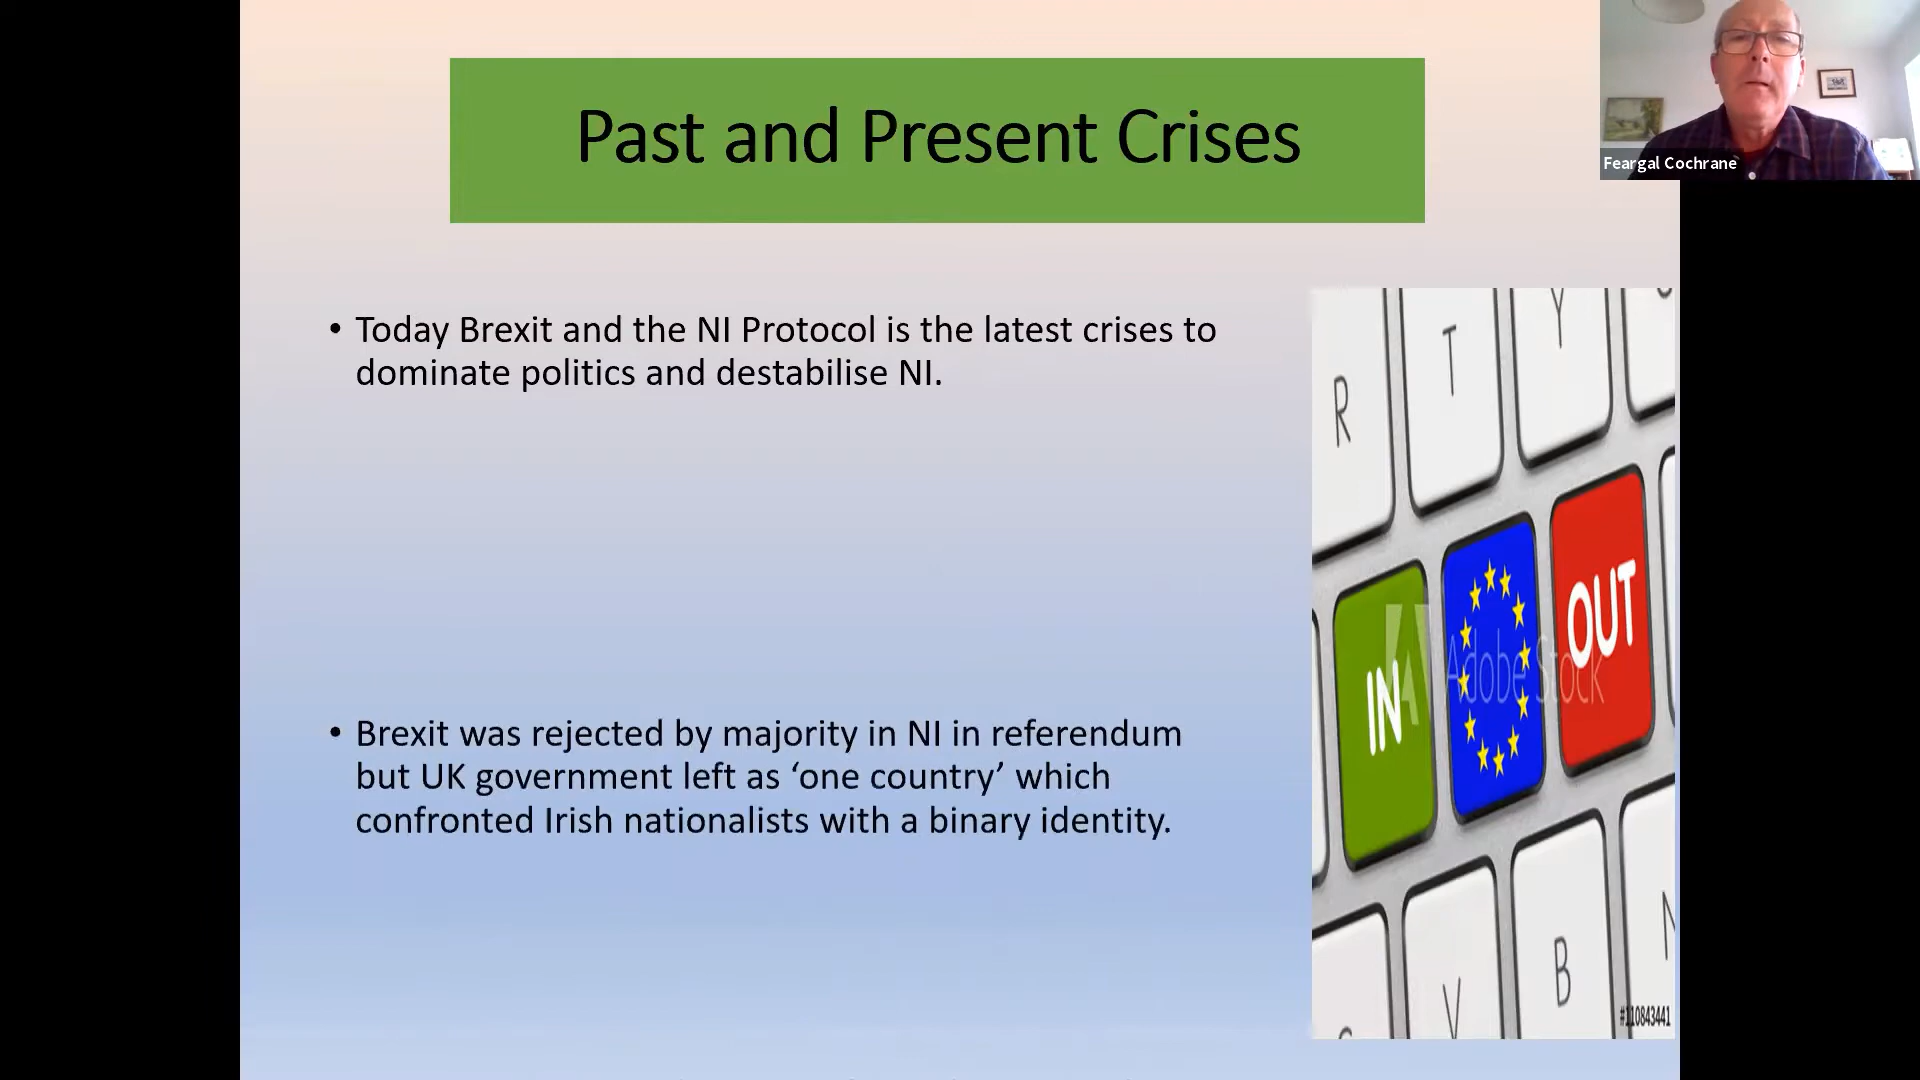 Past and Present Crises
Feargal Cochrane
• Today Brexit and the NI Protocol is the latest crises to
dominate politics and destabilise NI.
• Brexit was rejected by majority in NI in referendum
but UK government left as ‘one country’ which
confronted Irish nationalists with a binary identity.
R
T
Y
IN
OUT
Adobe Stock
V
B
N
#110843441